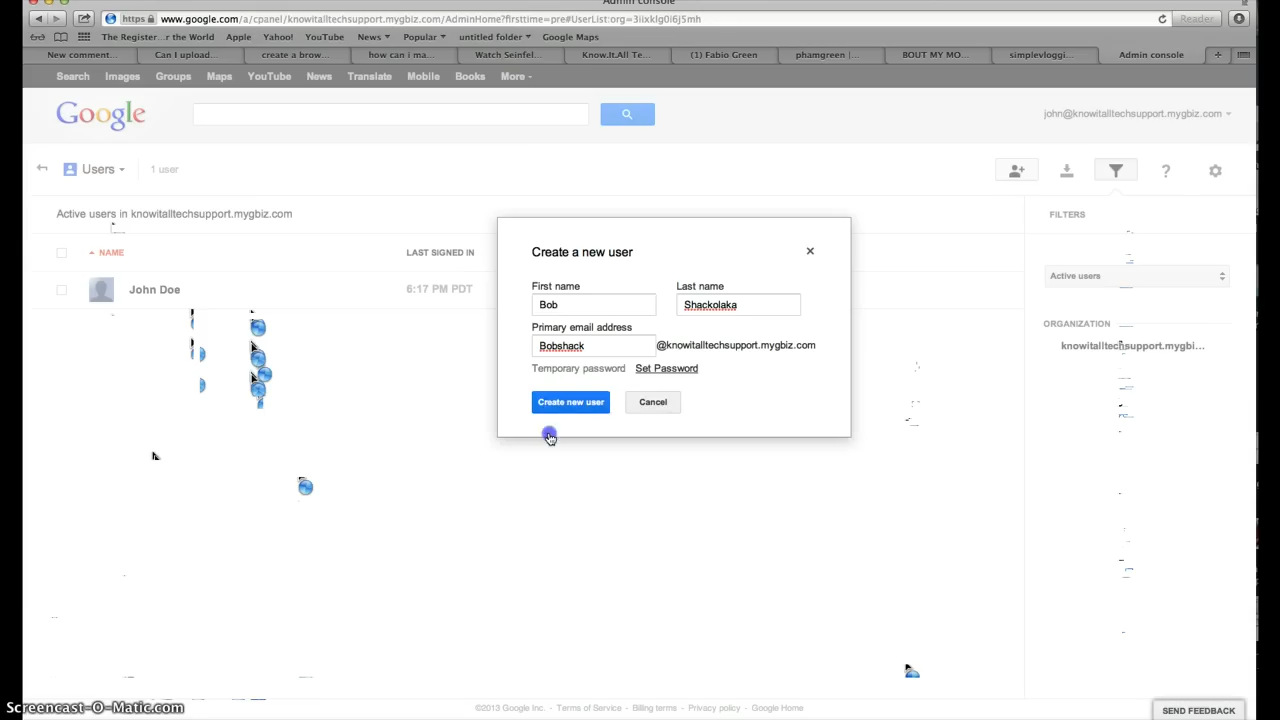 Admin console
https www.google.com/a/cpanel/knowitalltechsupport.mygbiz.com/AdminHome?firsttime=pre#UserList:org=3iixklg0i6j5mh Reader
The Register...r the World Apple Yahoo! YouTube News Popular untitled folder Google Maps
New comment... Can I upload... create a brow... how can i ma... Watch Seinfel... Know.It.All Te... (1) Fabio Green phamgreen |... BOUT MY MO... simplevloggi... Admin console
Search Images Groups Maps YouTube News Translate Mobile Books More
Google john@knowitalltechsupport.mygbiz.com
Users 1 user
Active users in knowitalltechsupport.mygbiz.com
FILTERS
NAME LAST SIGNED IN
Active users
John Doe 6:17 PM PDT
ORGANIZATION
knowitalltechsupport.mygbi...
Create a new user
First name Last name
Bob Shackolaka
Primary email address
Bobshack @knowitalltechsupport.mygbiz.com
Temporary password Set Password
Create new user Cancel
©2013 Google Inc. - Terms of Service - Billing terms - Privacy policy - Google Home
SEND FEEDBACK
Screencast-O-Matic.com